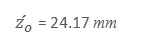 ź₀ = 24.17 mm